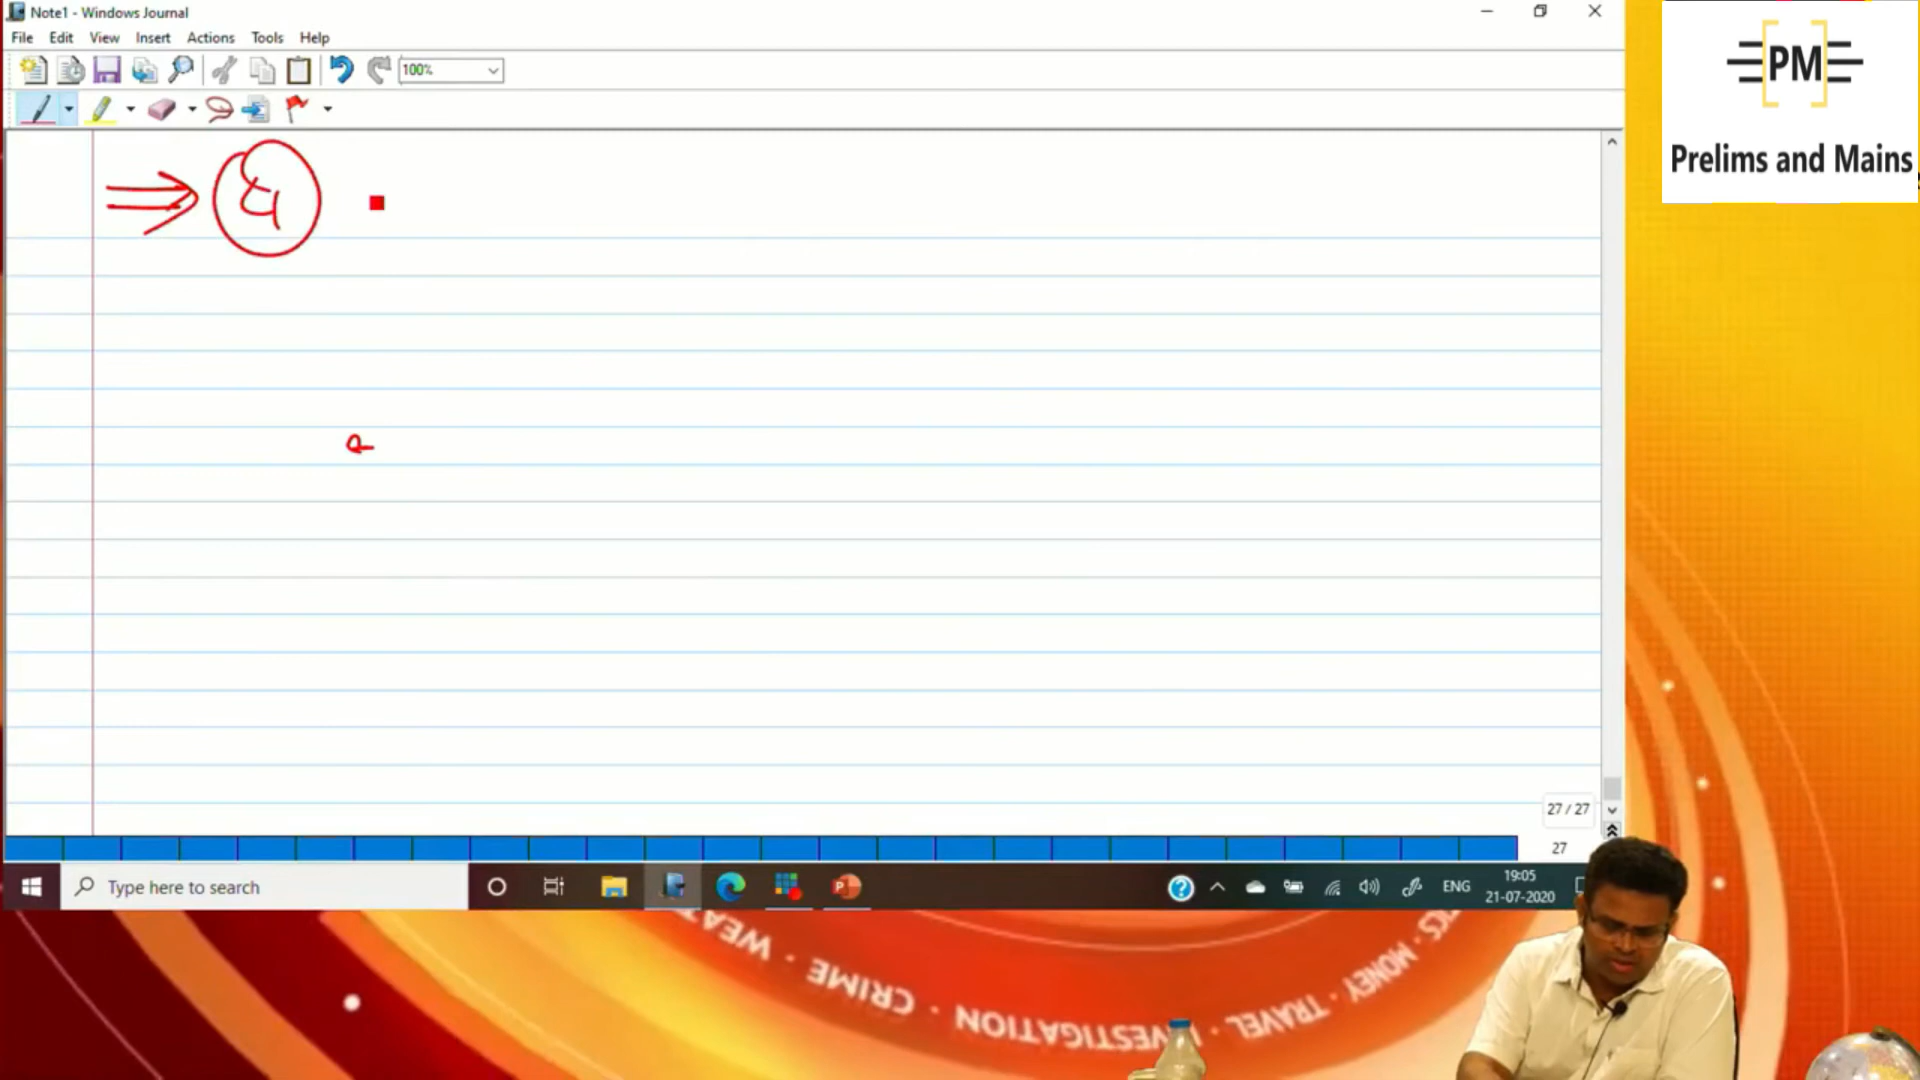 Note1 - Windows Journal
File Edit View Insert Actions Tools Help
100%
PM
Prelims and Mains
27 / 27
27
Type here to search
ENG
19:05
21-07-2020
WEATH · CRIME · INVESTIGATION · TRAVEL · MONEY ·